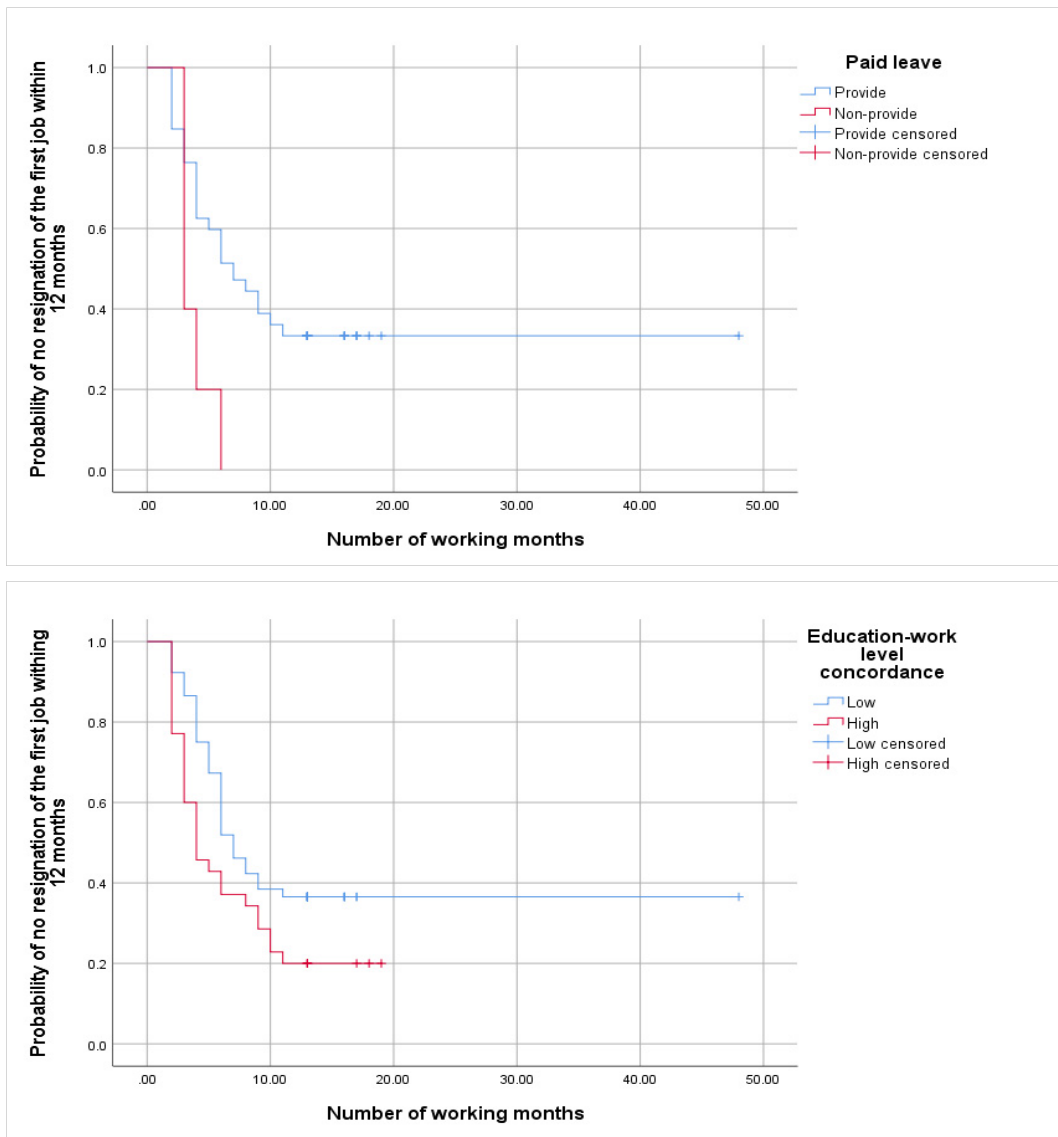 Probability of no resignation of the first job within
12 months
1.0
0.8
0.6
0.4
0.2
0.0
.00
10.00
20.00
30.00
40.00
50.00
Number of working months
Paid leave
Provide
Non-provide
Provide censored
Non-provide censored
Probability of no resignation of the first job withing
12 months
1.0
0.8
0.6
0.4
0.2
0.0
.00
10.00
20.00
30.00
40.00
50.00
Number of working months
Education-work
level
concordance
Low
High
Low censored
High censored